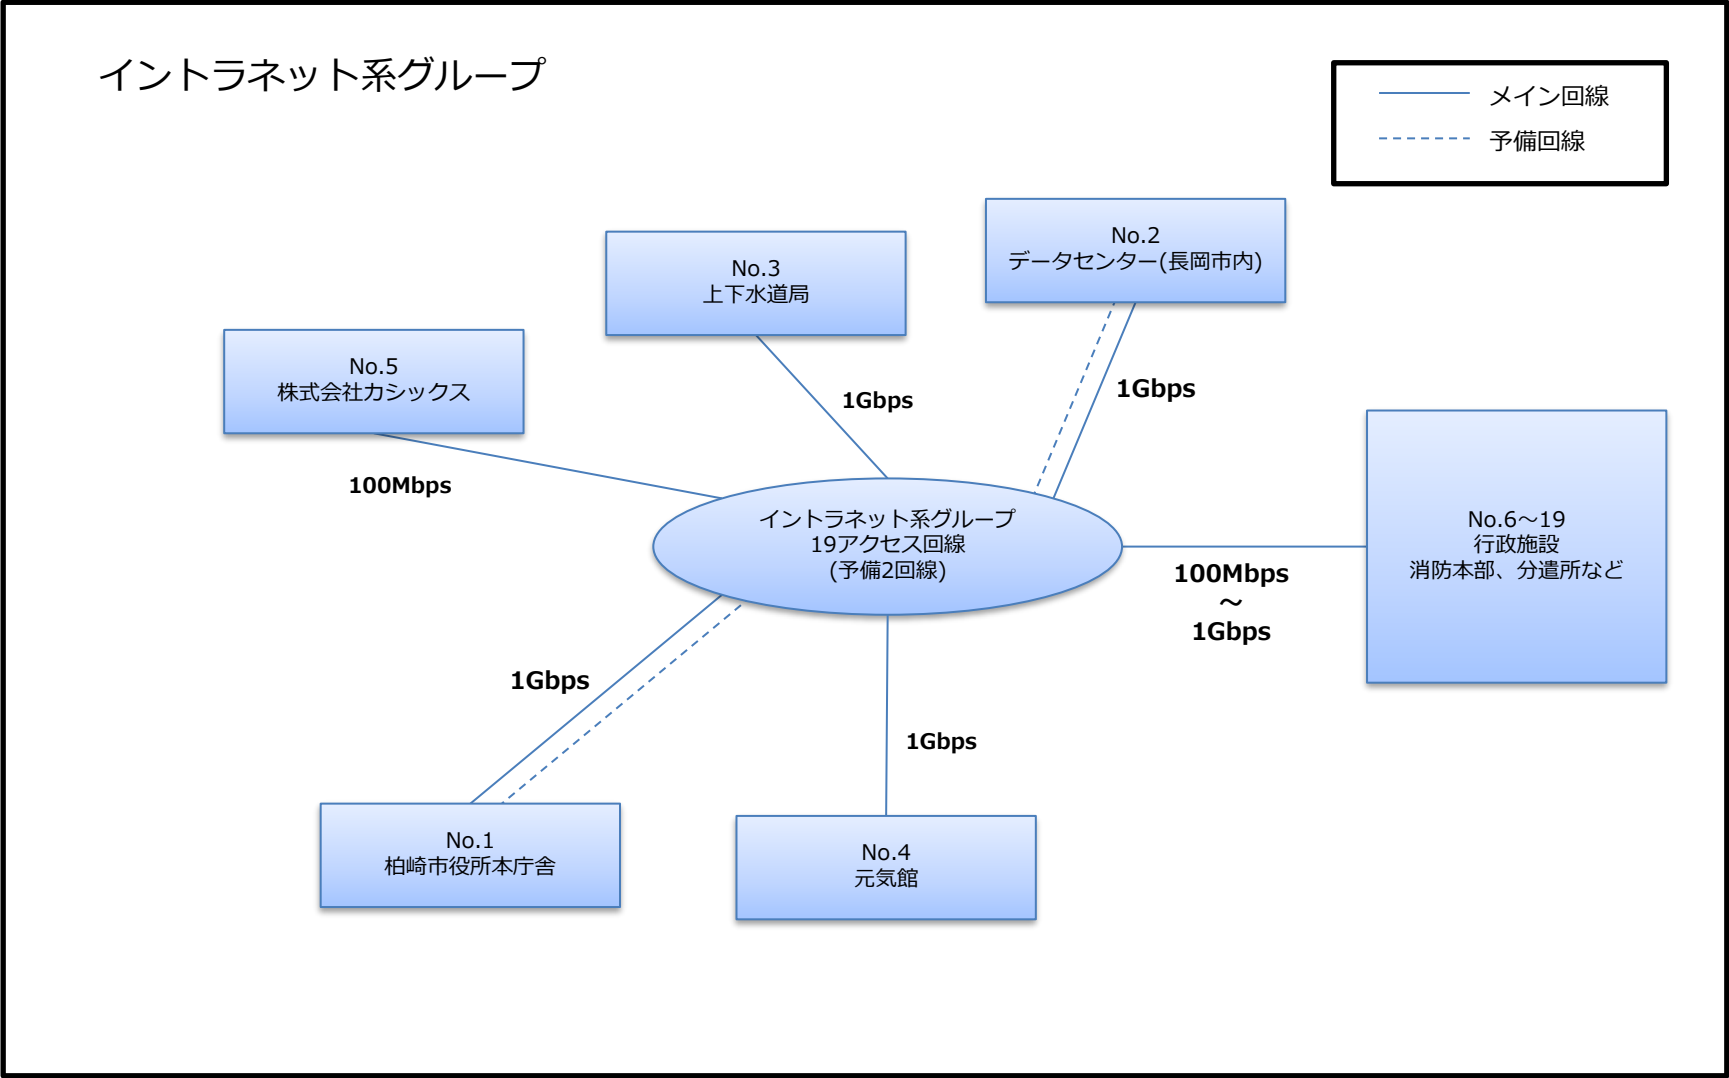 イントラネット系グループ
メイン回線
予備回線
No.2
データセンター(長岡市内)
No.3
上下水道局
No.5
株式会社カシックス
1Gbps
1Gbps
100Mbps
イントラネット系グループ
19アクセス回線
(予備2回線)
No.6～19
行政施設
消防本部、分遣所など
100Mbps
～
1Gbps
1Gbps
1Gbps
No.1
柏崎市役所本庁舎
No.4
元気館